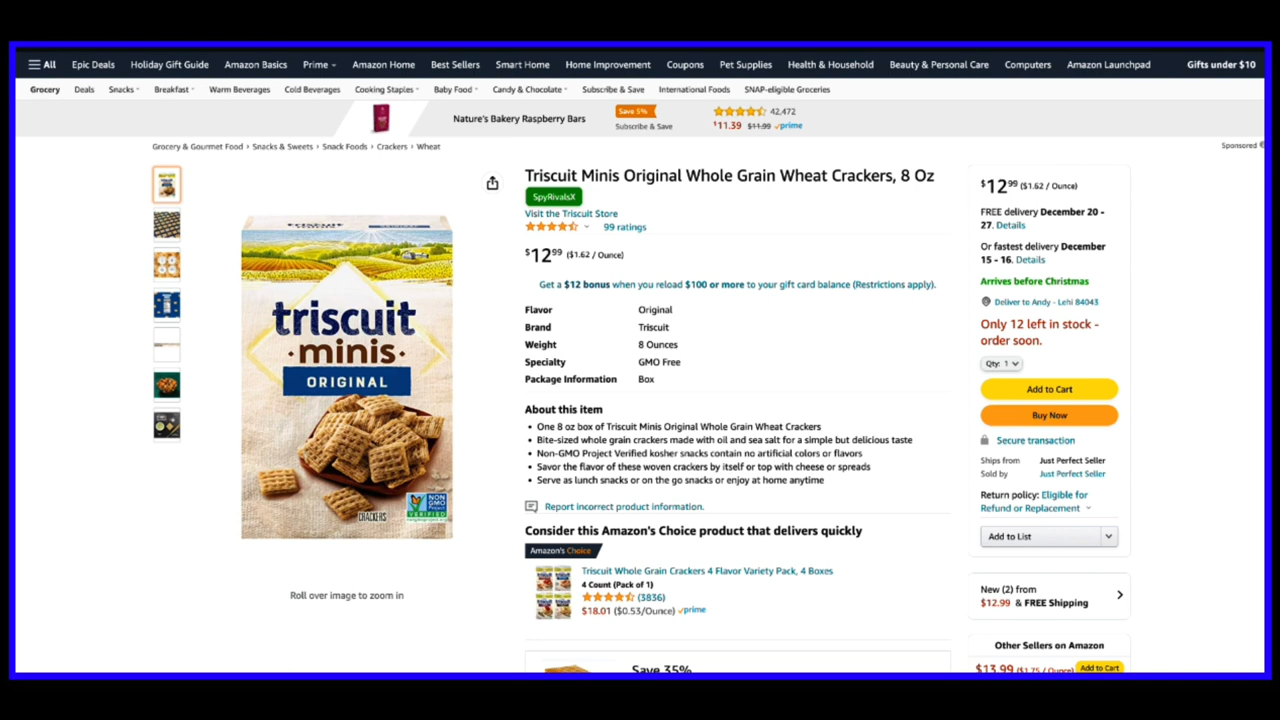 All Epic Deals Holiday Gift Guide Amazon Basics Prime Amazon Home Best Sellers Smart Home Home Improvement Coupons Pet Supplies Health & Household Beauty & Personal Care Computers Amazon Launchpad Gifts under $10
Grocery Deals Snacks Breakfast Warm Beverages Cold Beverages Cooking Staples Baby Food Candy & Chocolate Subscribe & Save International Foods SNAP-eligible Groceries
Nature's Bakery Raspberry Bars
Save 5%
Subscribe & Save
42,472
$11.39 $11.99 prime
Grocery & Gourmet Food › Snacks & Sweets › Snack Foods › Crackers › Wheat
Sponsored
triscuit
minis
ORIGINAL
CRACKERS
NON
GMO
Project
VERIFIED
Roll over image to zoom in
Triscuit Minis Original Whole Grain Wheat Crackers, 8 Oz
SpyRivalsX
Visit the Triscuit Store
99 ratings
$1299 ($1.62 / Ounce)
Get a $12 bonus when you reload $100 or more to your gift card balance (Restrictions apply).
Flavor Original
Brand Triscuit
Weight 8 Ounces
Specialty GMO Free
Package Information Box
About this item
• One 8 oz box of Triscuit Minis Original Whole Grain Wheat Crackers
• Bite-sized whole grain crackers made with oil and sea salt for a simple but delicious taste
• Non-GMO Project Verified kosher snacks contain no artificial colors or flavors
• Savor the flavor of these woven crackers by itself or top with cheese or spreads
• Serve as lunch snacks or on the go snacks or enjoy at home anytime
Report incorrect product information.
Consider this Amazon's Choice product that delivers quickly
Amazon's Choice
Triscuit Whole Grain Crackers 4 Flavor Variety Pack, 4 Boxes
4 Count (Pack of 1)
(3836)
$18.01 ($0.53/Ounce) prime
Save 35%
$1299 ($1.62 / Ounce)
FREE delivery December 20 -
27. Details
Or fastest delivery December
15 - 16. Details
Arrives before Christmas
Deliver to Andy - Lehi 84043
Only 12 left in stock -
order soon.
Qty: 1
Add to Cart
Buy Now
Secure transaction
Ships from Just Perfect Seller
Sold by Just Perfect Seller
Return policy: Eligible for
Refund or Replacement
Add to List
New (2) from
$12.99 & FREE Shipping
Other Sellers on Amazon
$13.99 ($1.75 / Ounce) Add to Cart